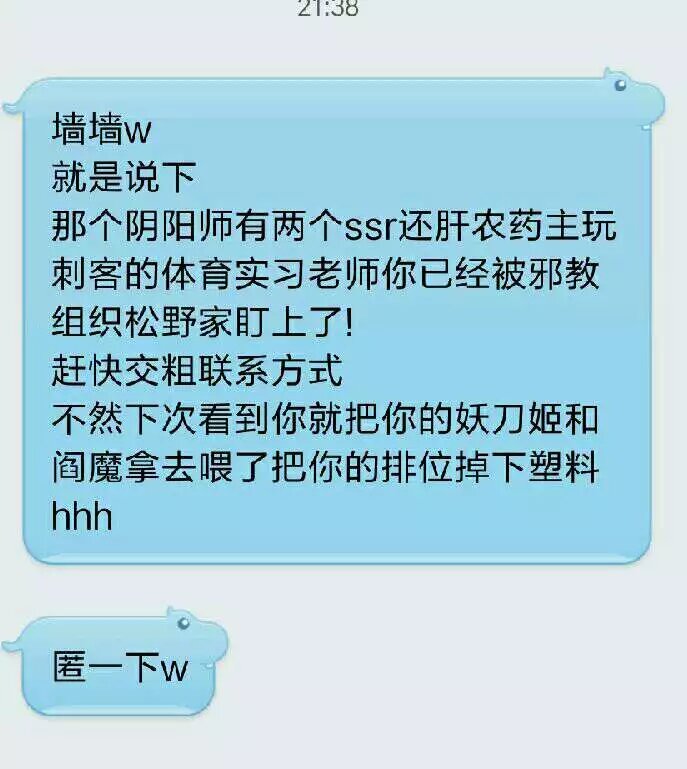 21:38
墙墙w
就是说下
那个阴阳师有两个ssr还肝农药主玩
刺客的体育实习老师你已经被邪教
组织松野家盯上了!
赶快交粗联系方式
不然下次看到你就把你的妖刀姬和
阎魔拿去喂了把你的排位掉下塑料
hhh
匿一下w